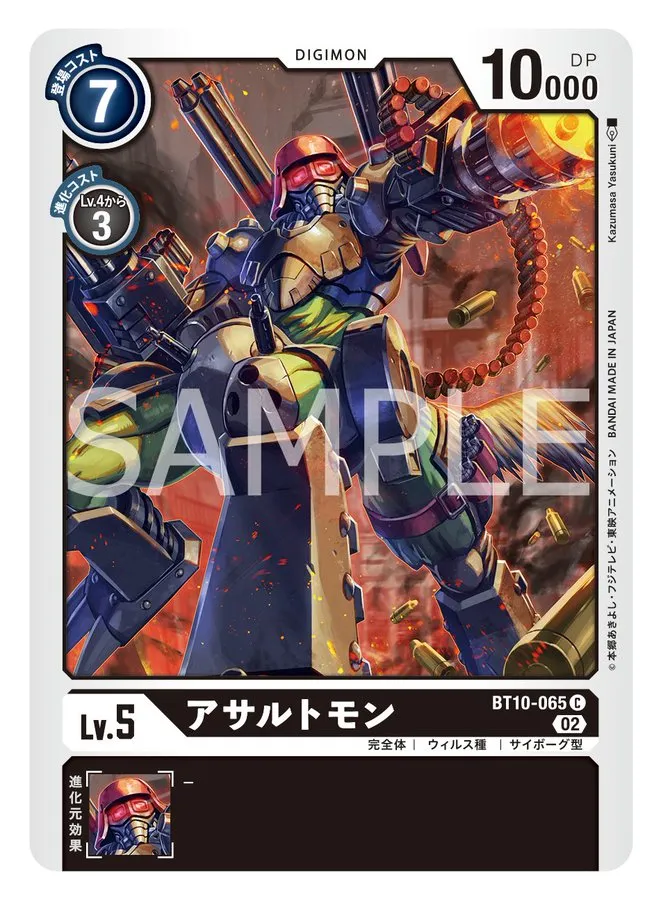 DIGIMON
登場コスト
7
DP
10000
進化コスト
Lv.4から
3
Kazumasa Yasukuni
© 本郷あきよし・フジテレビ・東映アニメーション BANDAI MADE IN JAPAN
SAMPLE
Lv.5
アサルトモン
BT10-065 C
02
完全体 | ウィルス種 | サイボーグ型
進化元効果
–